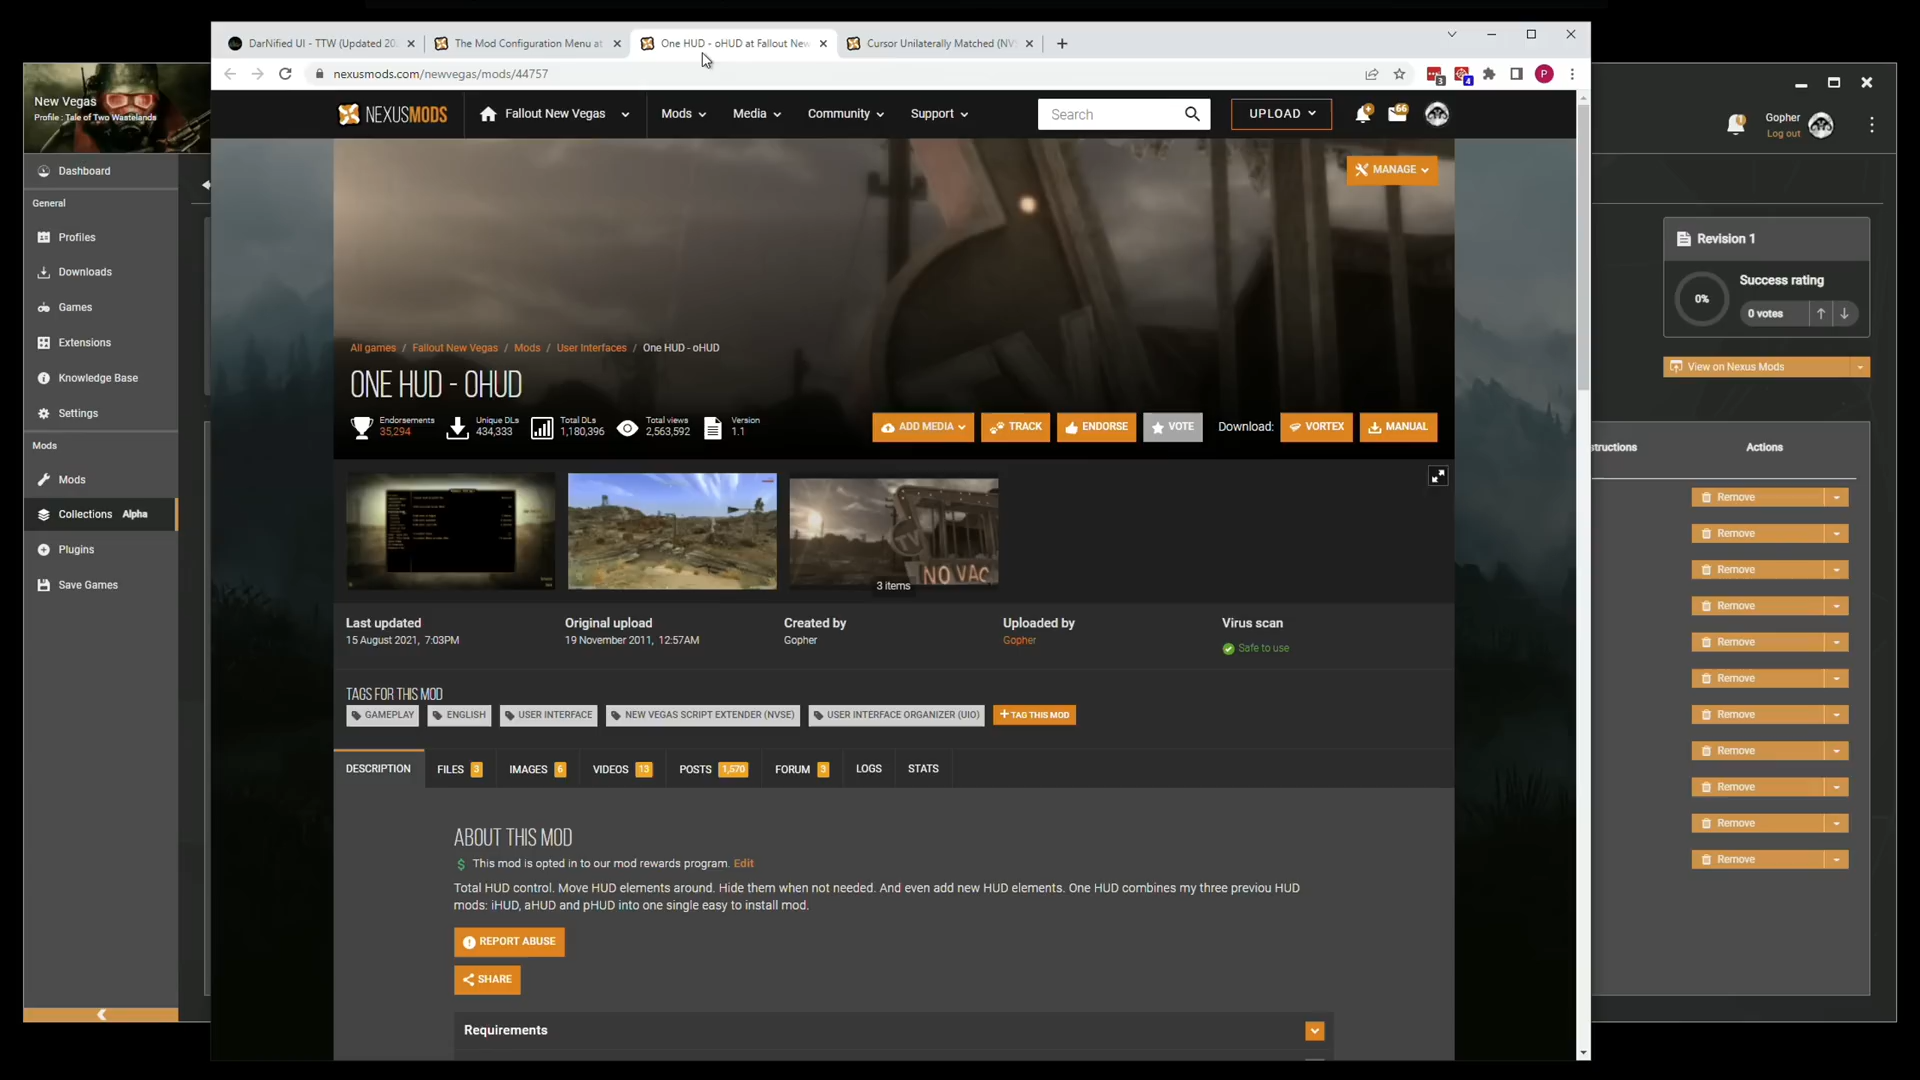 DarNified UI - TTW (Updated 20
The Mod Configuration Menu at
One HUD - oHUD at Fallout New
Cursor Unilaterally Matched (NV
nexusmods.com/newvegas/mods/44757
3
4
P
New Vegas
Profile : Tale of Two Wastelands
Dashboard
General
Profiles
Downloads
Games
Extensions
Knowledge Base
Settings
Mods
Mods
Collections Alpha
Plugins
Save Games
NEXUSMODS
Fallout New Vegas
Mods
Media
Community
Support
Search
UPLOAD
66
MANAGE
All games / Fallout New Vegas / Mods / User Interfaces / One HUD - oHUD
ONE HUD - OHUD
Endorsements
35,294
Unique DLs
434,333
Total DLs
1,180,396
Total views
2,563,592
Version
1.1
ADD MEDIA
TRACK
ENDORSE
VOTE
Download:
VORTEX
MANUAL
TV
NO VAC
3 items
Last updated
15 August 2021, 7:03PM
Original upload
19 November 2011, 12:57AM
Created by
Gopher
Uploaded by
Gopher
Virus scan
Safe to use
TAGS FOR THIS MOD
GAMEPLAY
ENGLISH
USER INTERFACE
NEW VEGAS SCRIPT EXTENDER (NVSE)
USER INTERFACE ORGANIZER (UIO)
TAG THIS MOD
DESCRIPTION
FILES 3
IMAGES 6
VIDEOS 13
POSTS 1,570
FORUM 3
LOGS
STATS
ABOUT THIS MOD
$ This mod is opted in to our mod rewards program. Edit
Total HUD control. Move HUD elements around. Hide them when not needed. And even add new HUD elements. One HUD combines my three previou HUD
mods: iHUD, aHUD and pHUD into one single easy to install mod.
REPORT ABUSE
SHARE
Requirements
Gopher
Log out
Revision 1
0%
Success rating
0 votes
View on Nexus Mods
structions
Actions
Remove
Remove
Remove
Remove
Remove
Remove
Remove
Remove
Remove
Remove
Remove